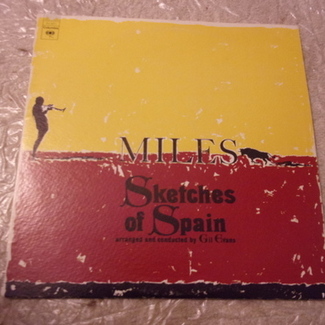 MILES
Sketches
of Spain
arranged and conducted by Gil Evans